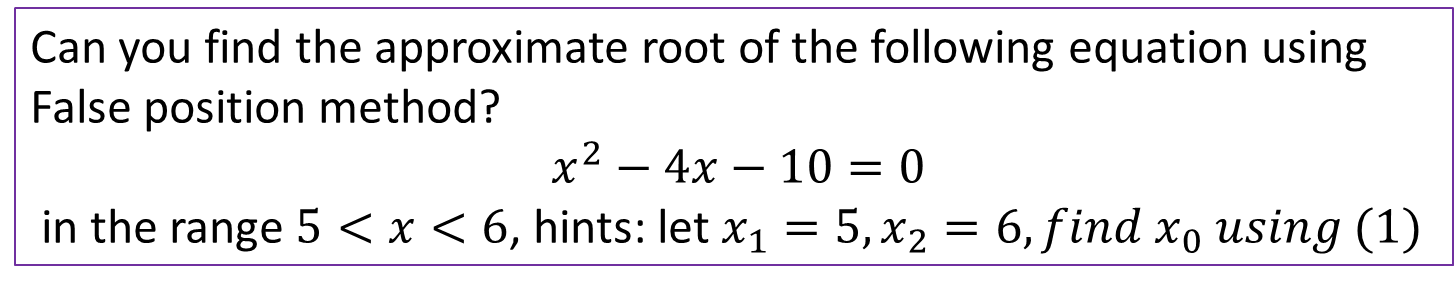 Can you find the approximate root of the following equation using
False position method?
x² − 4x − 10 = 0
in the range 5 < x < 6, hints: let x₁ = 5, x₂ = 6, find x₀ using (1)